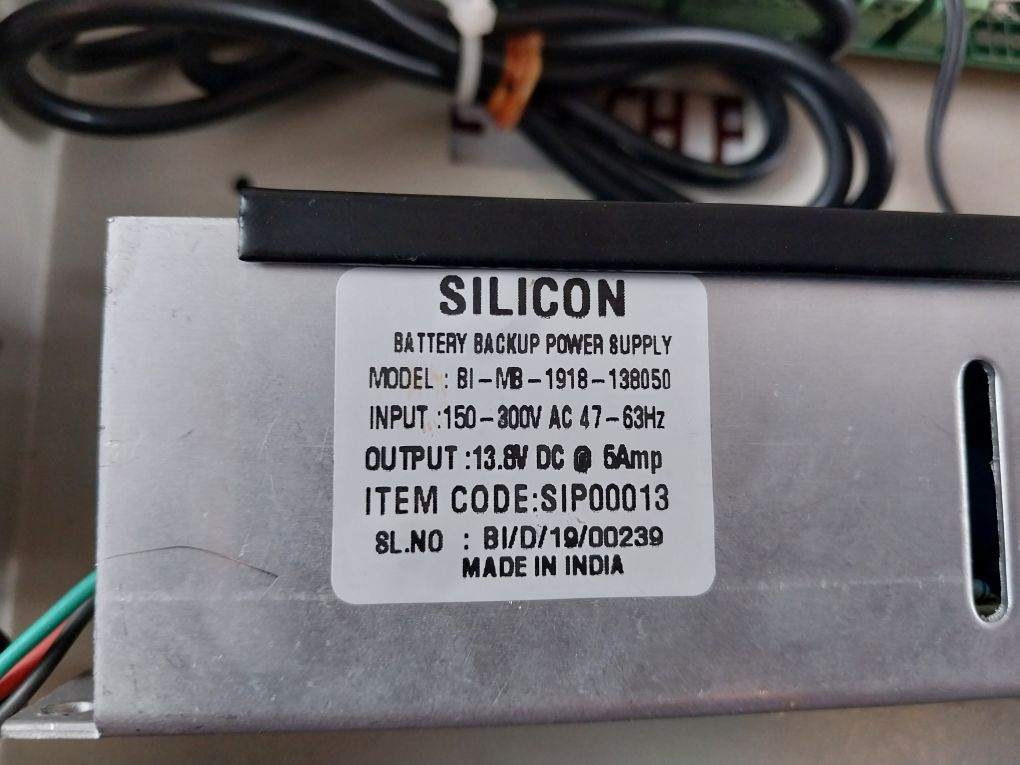 SILICON
BATTERY BACKUP POWER SUPPLY
MODEL : BI-MB-1918-138050
INPUT :150-300V AC 47-63Hz
OUTPUT :13.8V DC @ 5Amp
ITEM CODE:SIP00013
SL.NO : BI/D/19/00239
MADE IN INDIA